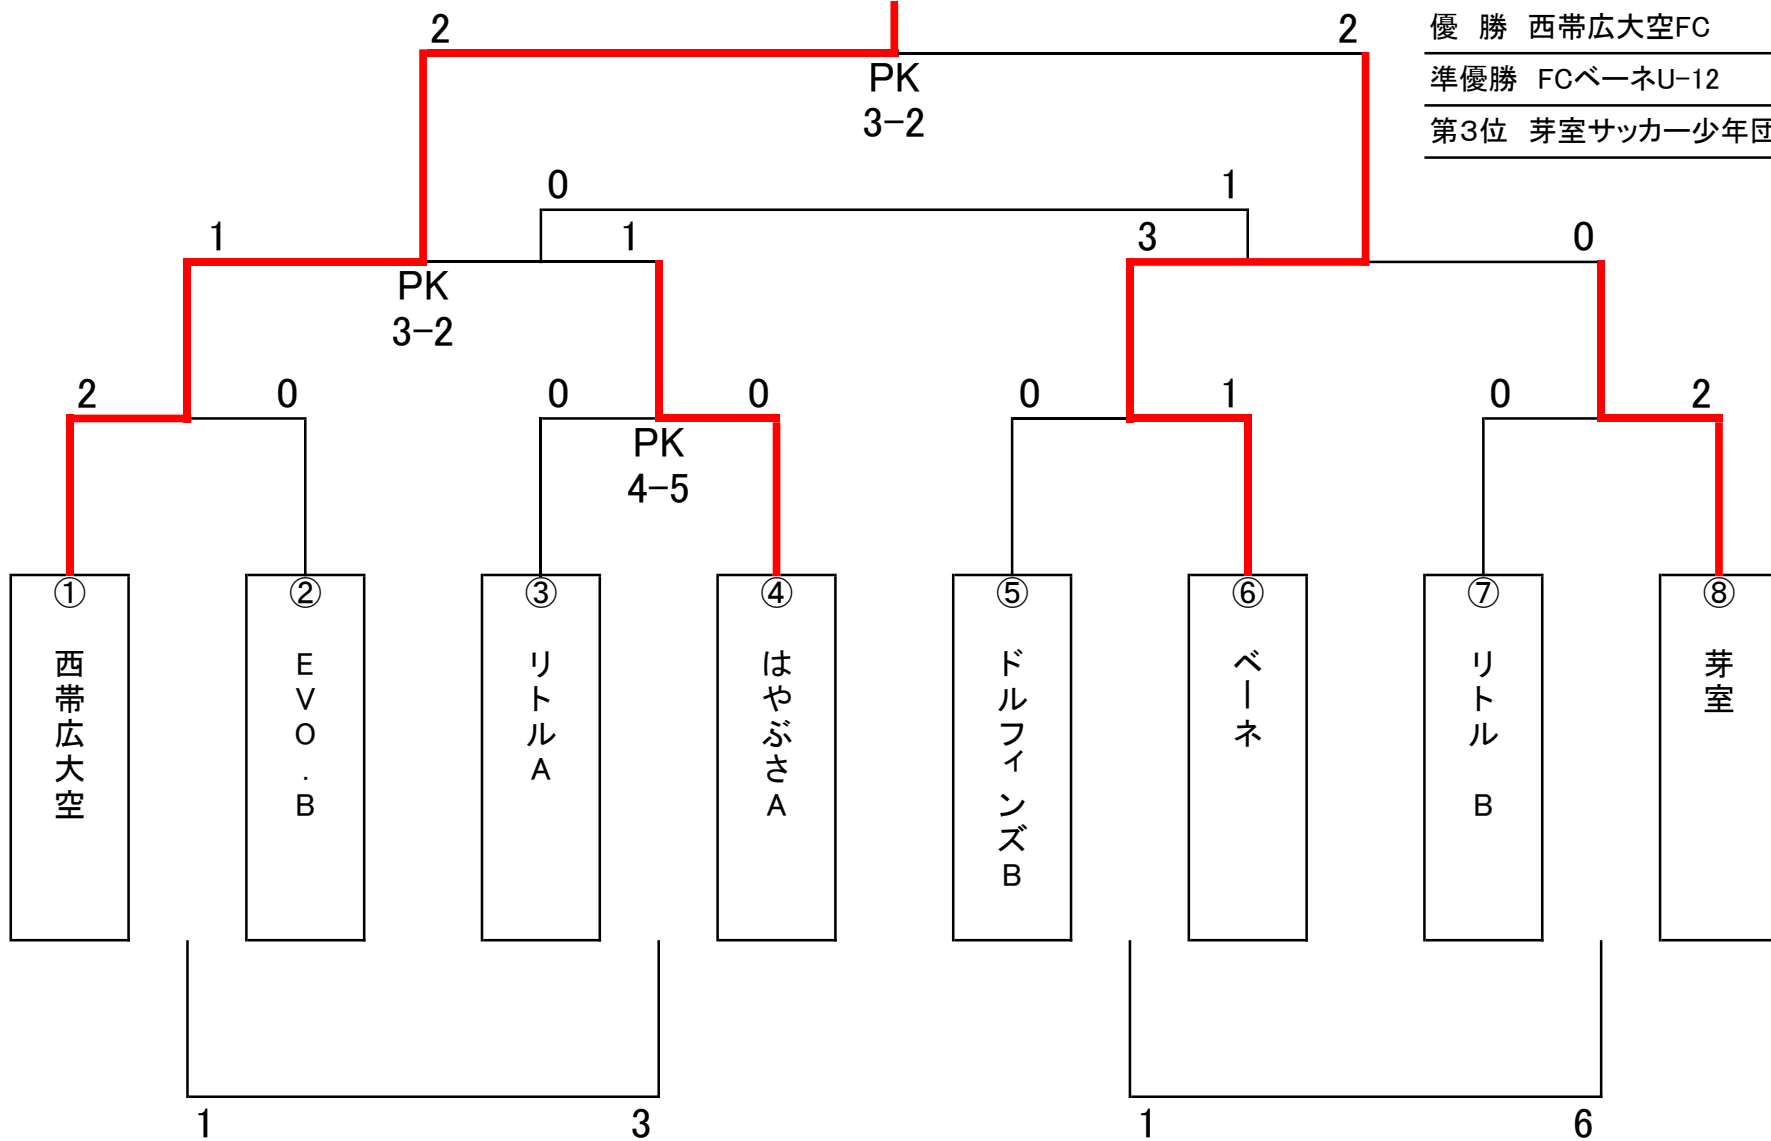 2
2
優 勝 西帯広大空FC
PK
3-2
準優勝 FCベーネU-12
第3位 芽室サッカー少年団
0
1
1
1
3
0
PK
3-2
2
0
0
0
0
1
0
2
PK
4-5
①
②
③
④
⑤
⑥
⑦
⑧
西帯広大空
EVO.B
リトルA
はやぶさA
ドルフィンズB
ベーネ
リトル B
芽室
1
3
1
6